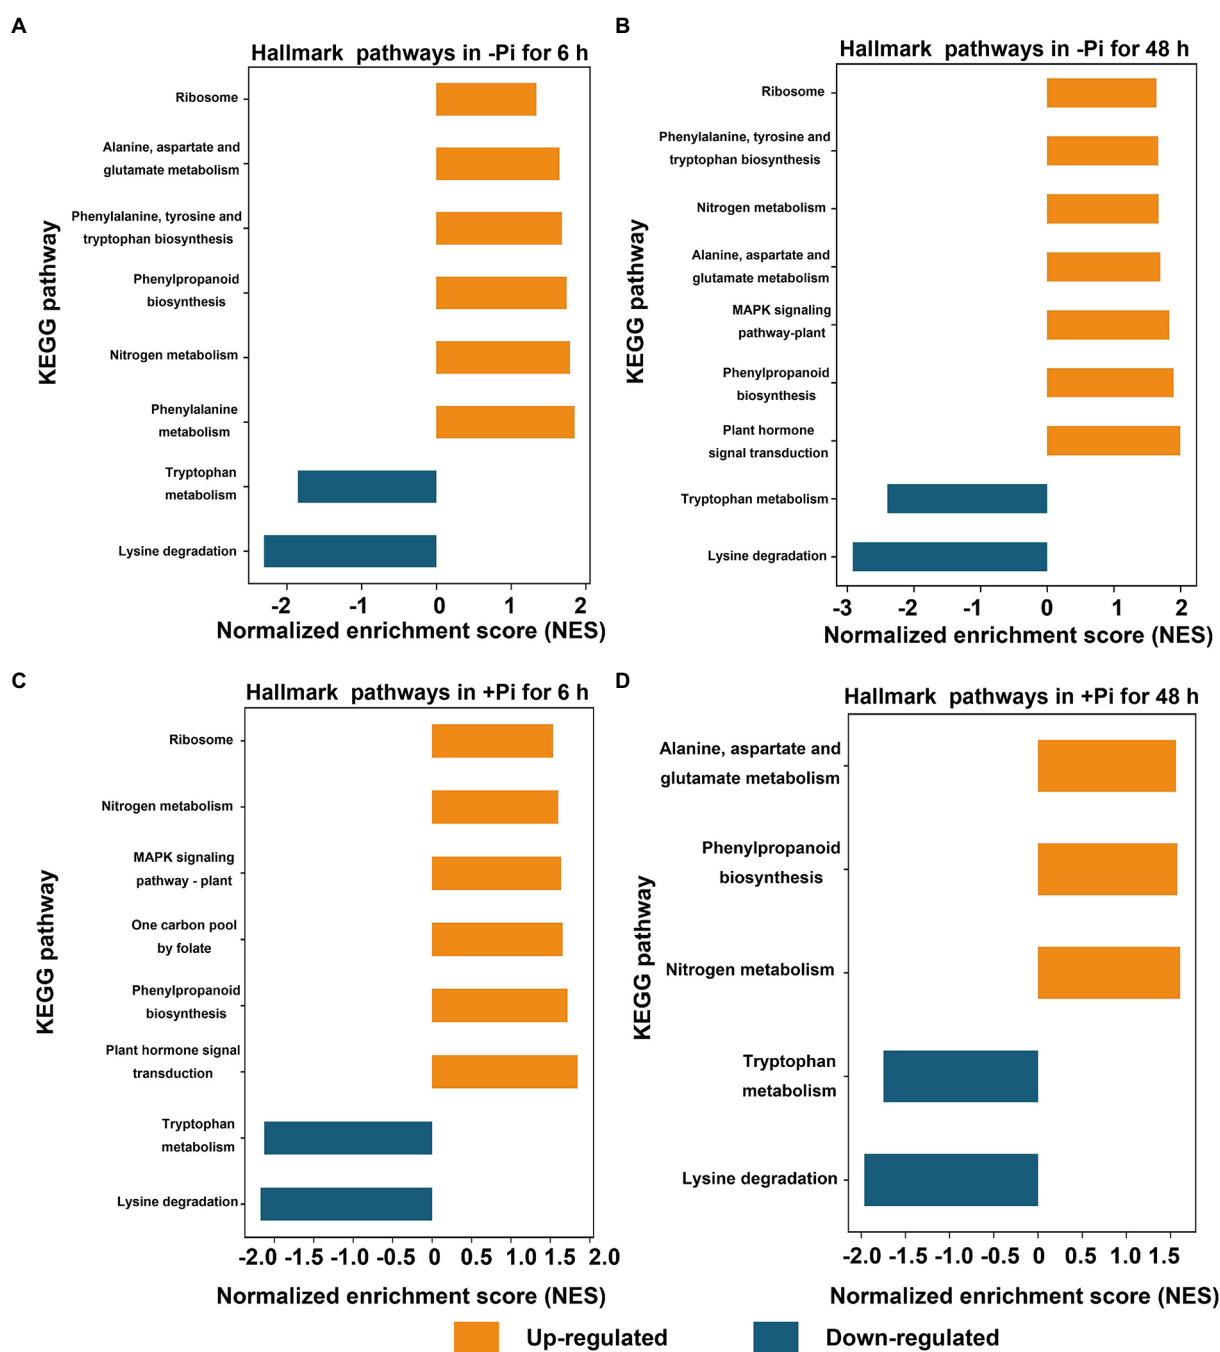 A
Hallmark pathways in -Pi for 6 h
KEGG pathway
Ribosome
Alanine, aspartate and
glutamate metabolism
Phenylalanine, tyrosine and
tryptophan biosynthesis
Phenylpropanoid
biosynthesis
Nitrogen metabolism
Phenylalanine
metabolism
Tryptophan
metabolism
Lysine degradation
-2 -1 0 1 2
Normalized enrichment score (NES)
B
Hallmark pathways in -Pi for 48 h
KEGG pathway
Ribosome
Phenylalanine, tyrosine and
tryptophan biosynthesis
Nitrogen metabolism
Alanine, aspartate and
glutamate metabolism
MAPK signaling
pathway-plant
Phenylpropanoid
biosynthesis
Plant hormone
signal transduction
Tryptophan metabolism
Lysine degradation
-3 -2 -1 0 1 2
Normalized enrichment score (NES)
C
Hallmark pathways in +Pi for 6 h
KEGG pathway
Ribosome
Nitrogen metabolism
MAPK signaling
pathway - plant
One carbon pool
by folate
Phenylpropanoid
biosynthesis
Plant hormone signal
transduction
Tryptophan
metabolism
Lysine degradation
-2.0 -1.5 -1.0 -0.5 0 0.5 1.0 1.5 2.0
Normalized enrichment score (NES)
D
Hallmark pathways in +Pi for 48 h
KEGG pathway
Alanine, aspartate and
glutamate metabolism
Phenylpropanoid
biosynthesis
Nitrogen metabolism
Tryptophan
metabolism
Lysine degradation
-2.0 -1.5 -1.0 -0.5 0 0.5 1.0 1.5
Normalized enrichment score (NES)
Up-regulated
Down-regulated